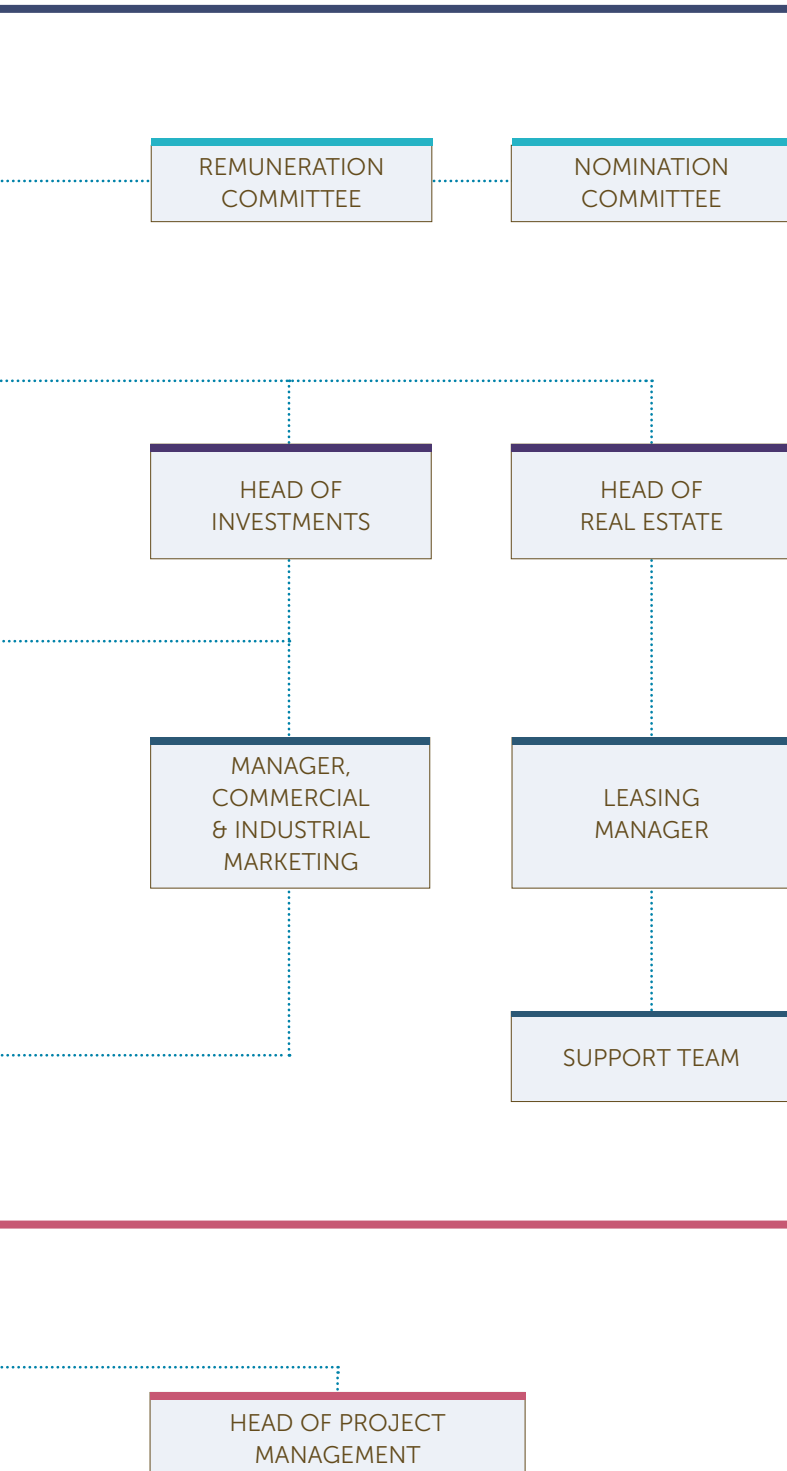 REMUNERATION
COMMITTEE
NOMINATION
COMMITTEE
HEAD OF
INVESTMENTS
HEAD OF
REAL ESTATE
MANAGER,
COMMERCIAL
& INDUSTRIAL
MARKETING
LEASING
MANAGER
SUPPORT TEAM
HEAD OF PROJECT
MANAGEMENT